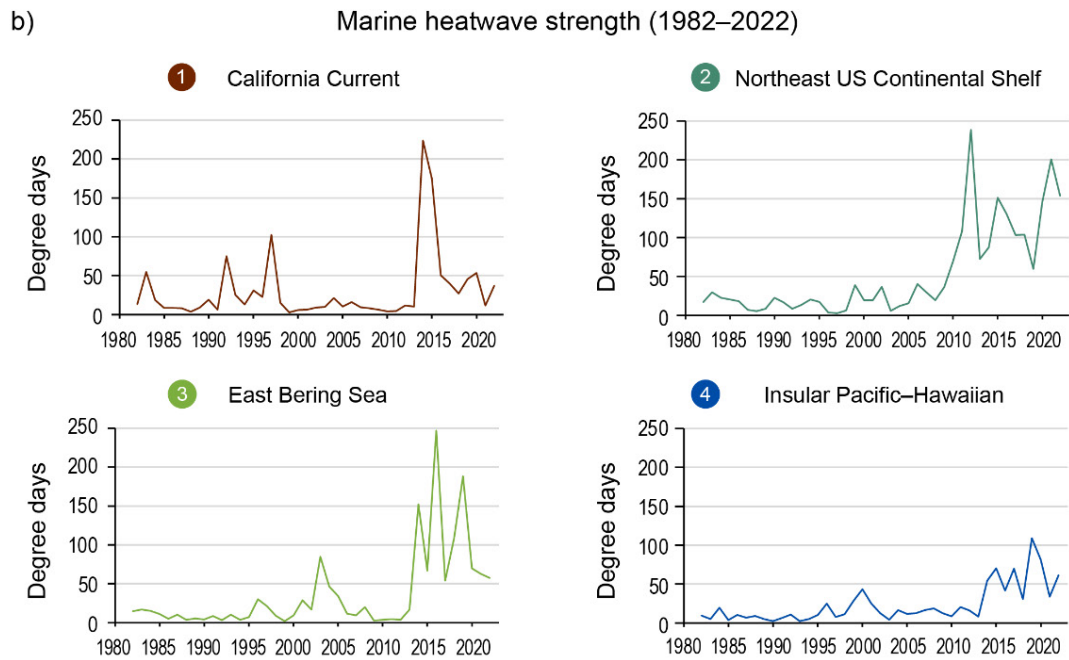 b)
Marine heatwave strength (1982–2022)
1 California Current
Degree days
250
200
150
100
50
0
1980 1985 1990 1995 2000 2005 2010 2015 2020
2 Northeast US Continental Shelf
Degree days
250
200
150
100
50
0
1980 1985 1990 1995 2000 2005 2010 2015 2020
3 East Bering Sea
Degree days
250
200
150
100
50
0
1980 1985 1990 1995 2000 2005 2010 2015 2020
4 Insular Pacific–Hawaiian
Degree days
250
200
150
100
50
0
1980 1985 1990 1995 2000 2005 2010 2015 2020